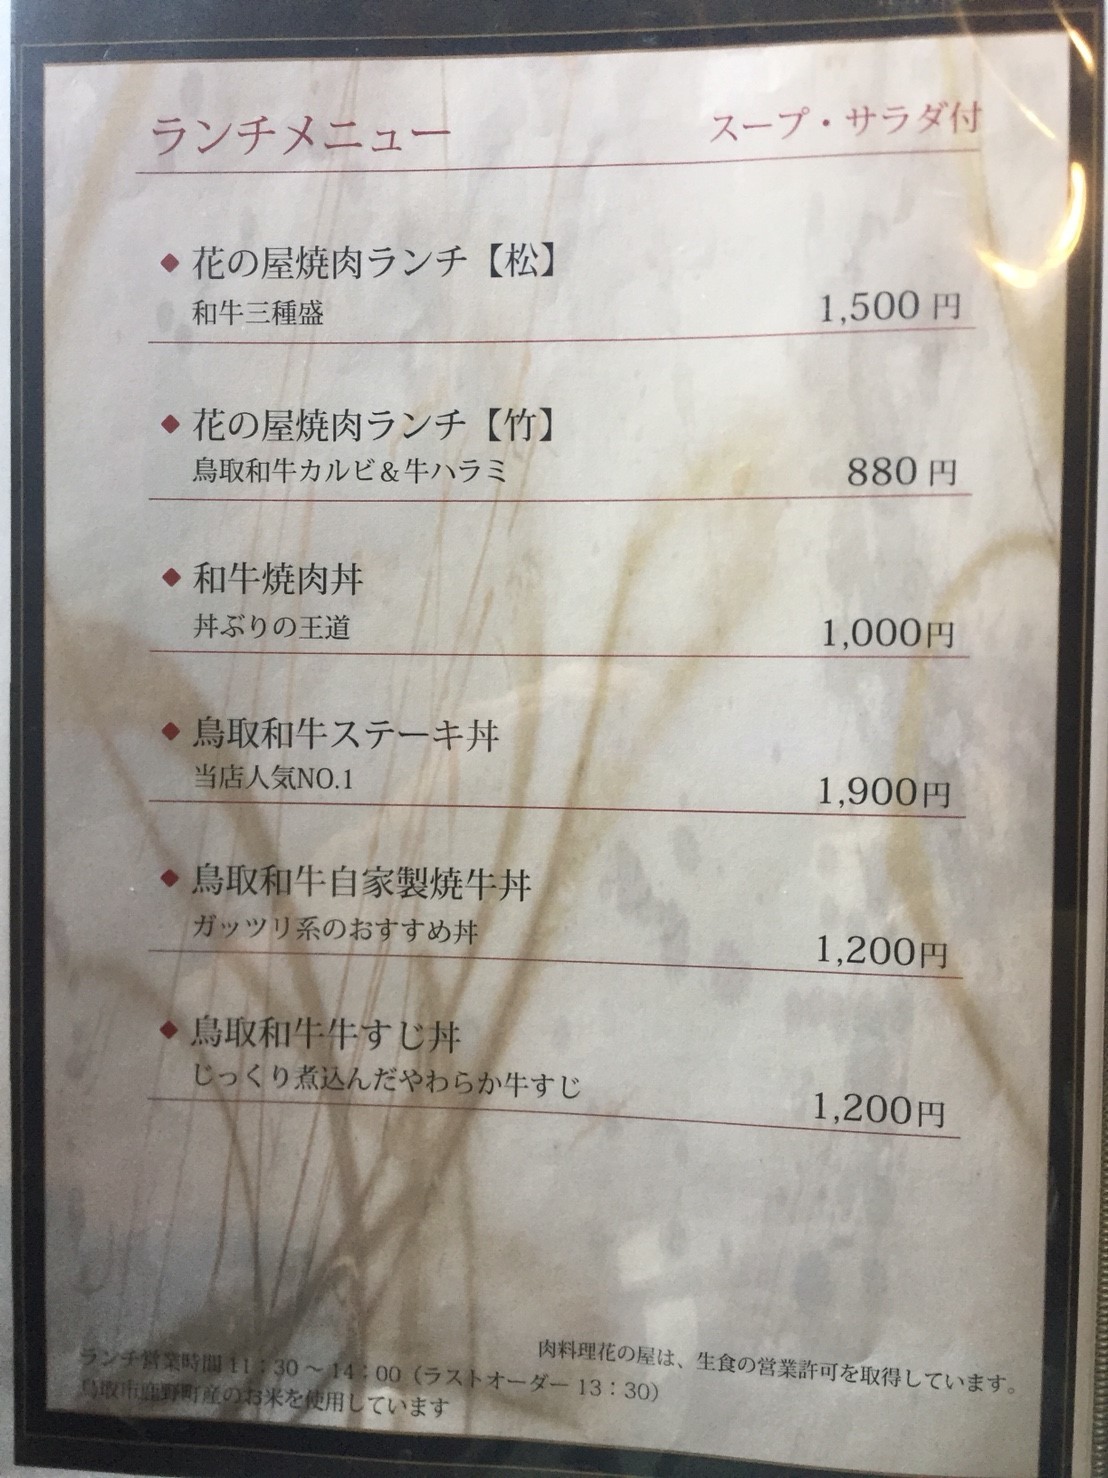 ランチメニュー
スープ・サラダ付
◆ 花の屋焼肉ランチ【松】
和牛三種盛
1,500 円
◆ 花の屋焼肉ランチ【竹】
鳥取和牛カルビ＆牛ハラミ
880 円
◆ 和牛焼肉丼
丼ぶりの王道
1,000円
◆ 鳥取和牛ステーキ丼
当店人気NO.1
1,900円
◆ 鳥取和牛自家製焼牛丼
ガッツリ系のおすすめ丼
1,200円
◆ 鳥取和牛牛すじ丼
じっくり煮込んだやわらか牛すじ
1,200円
肉料理花の屋は、生食の営業許可を取得しています。
ランチ営業時間 11：30 ～ 14：00（ラストオーダー 13：30）
鳥取市鹿野町産のお米を使用しています